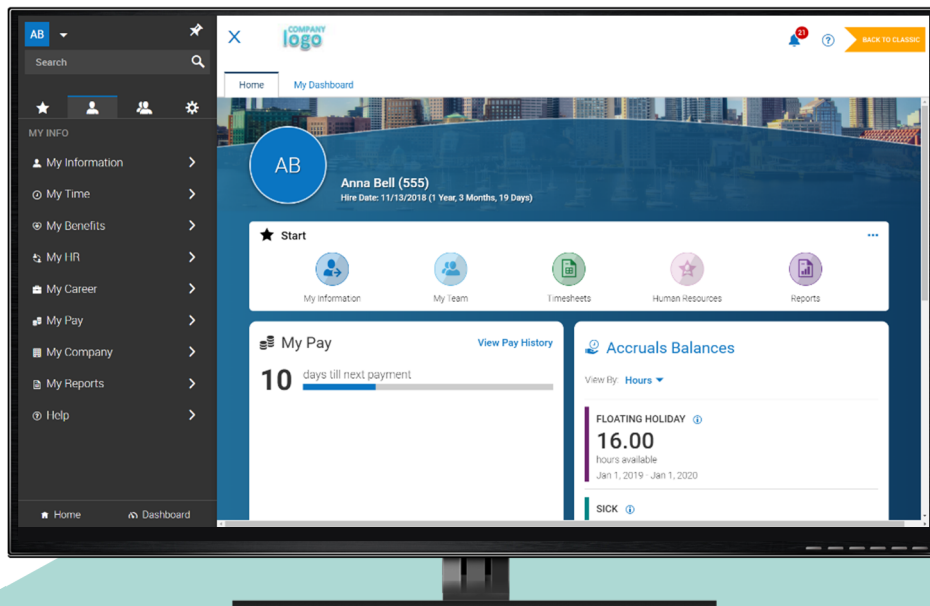 AB
Search
MY INFO
My Information
My Time
My Benefits
My HR
My Career
My Pay
My Company
My Reports
Help
Home
Dashboard
COMPANY
logo
21
?
BACK TO CLASSIC
Home
My Dashboard
AB
Anna Bell (555)
Hire Date: 11/13/2018 (1 Year, 3 Months, 19 Days)
Start
My Information
My Team
Timesheets
Human Resources
Reports
My Pay
View Pay History
10 days till next payment
Accruals Balances
View By: Hours
FLOATING HOLIDAY
16.00
hours available
Jan 1, 2019 - Jan 1, 2020
SICK